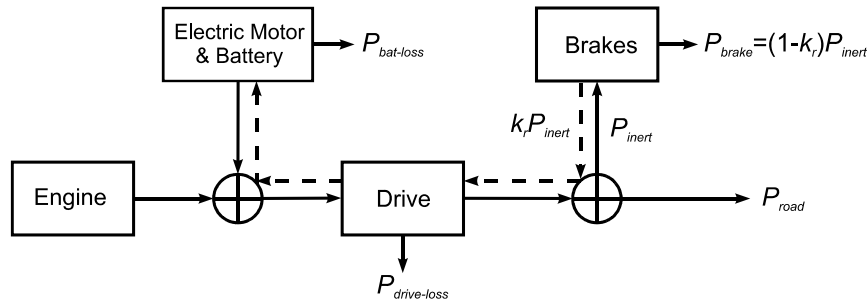 Electric Motor
& Battery
P_bat-loss
Brakes
P_brake=(1-k_r)P_inert
k_rP_inert
P_inert
Engine
Drive
P_road
P_drive-loss